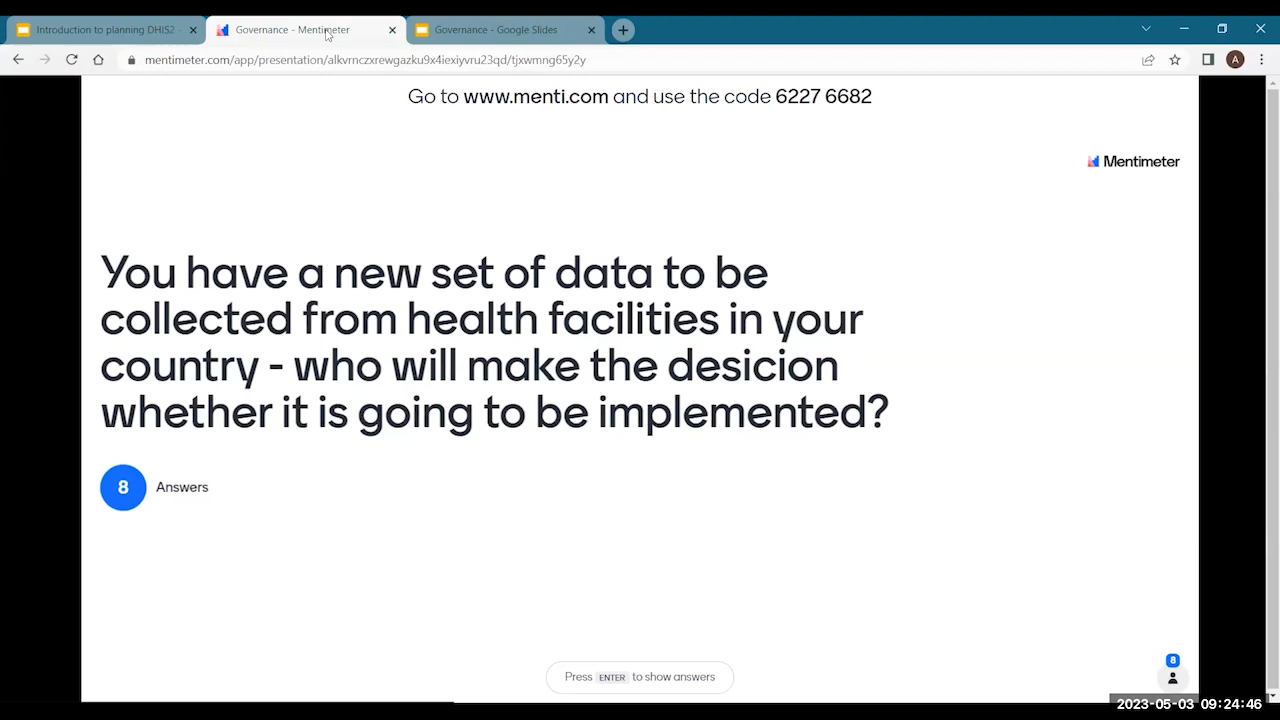 Introduction to planning DHIS2
Governance - Mentimeter
Governance - Google Slides
mentimeter.com/app/presentation/alkvrnczxrewgazku9x4iexiyvru23qd/tjxwmng65y2y
A
Go to www.menti.com and use the code 6227 6682
Mentimeter
You have a new set of data to be
collected from health facilities in your
country - who will make the desicion
whether it is going to be implemented?
8 Answers
Press ENTER to show answers
8
2023-05-03 09:24:46